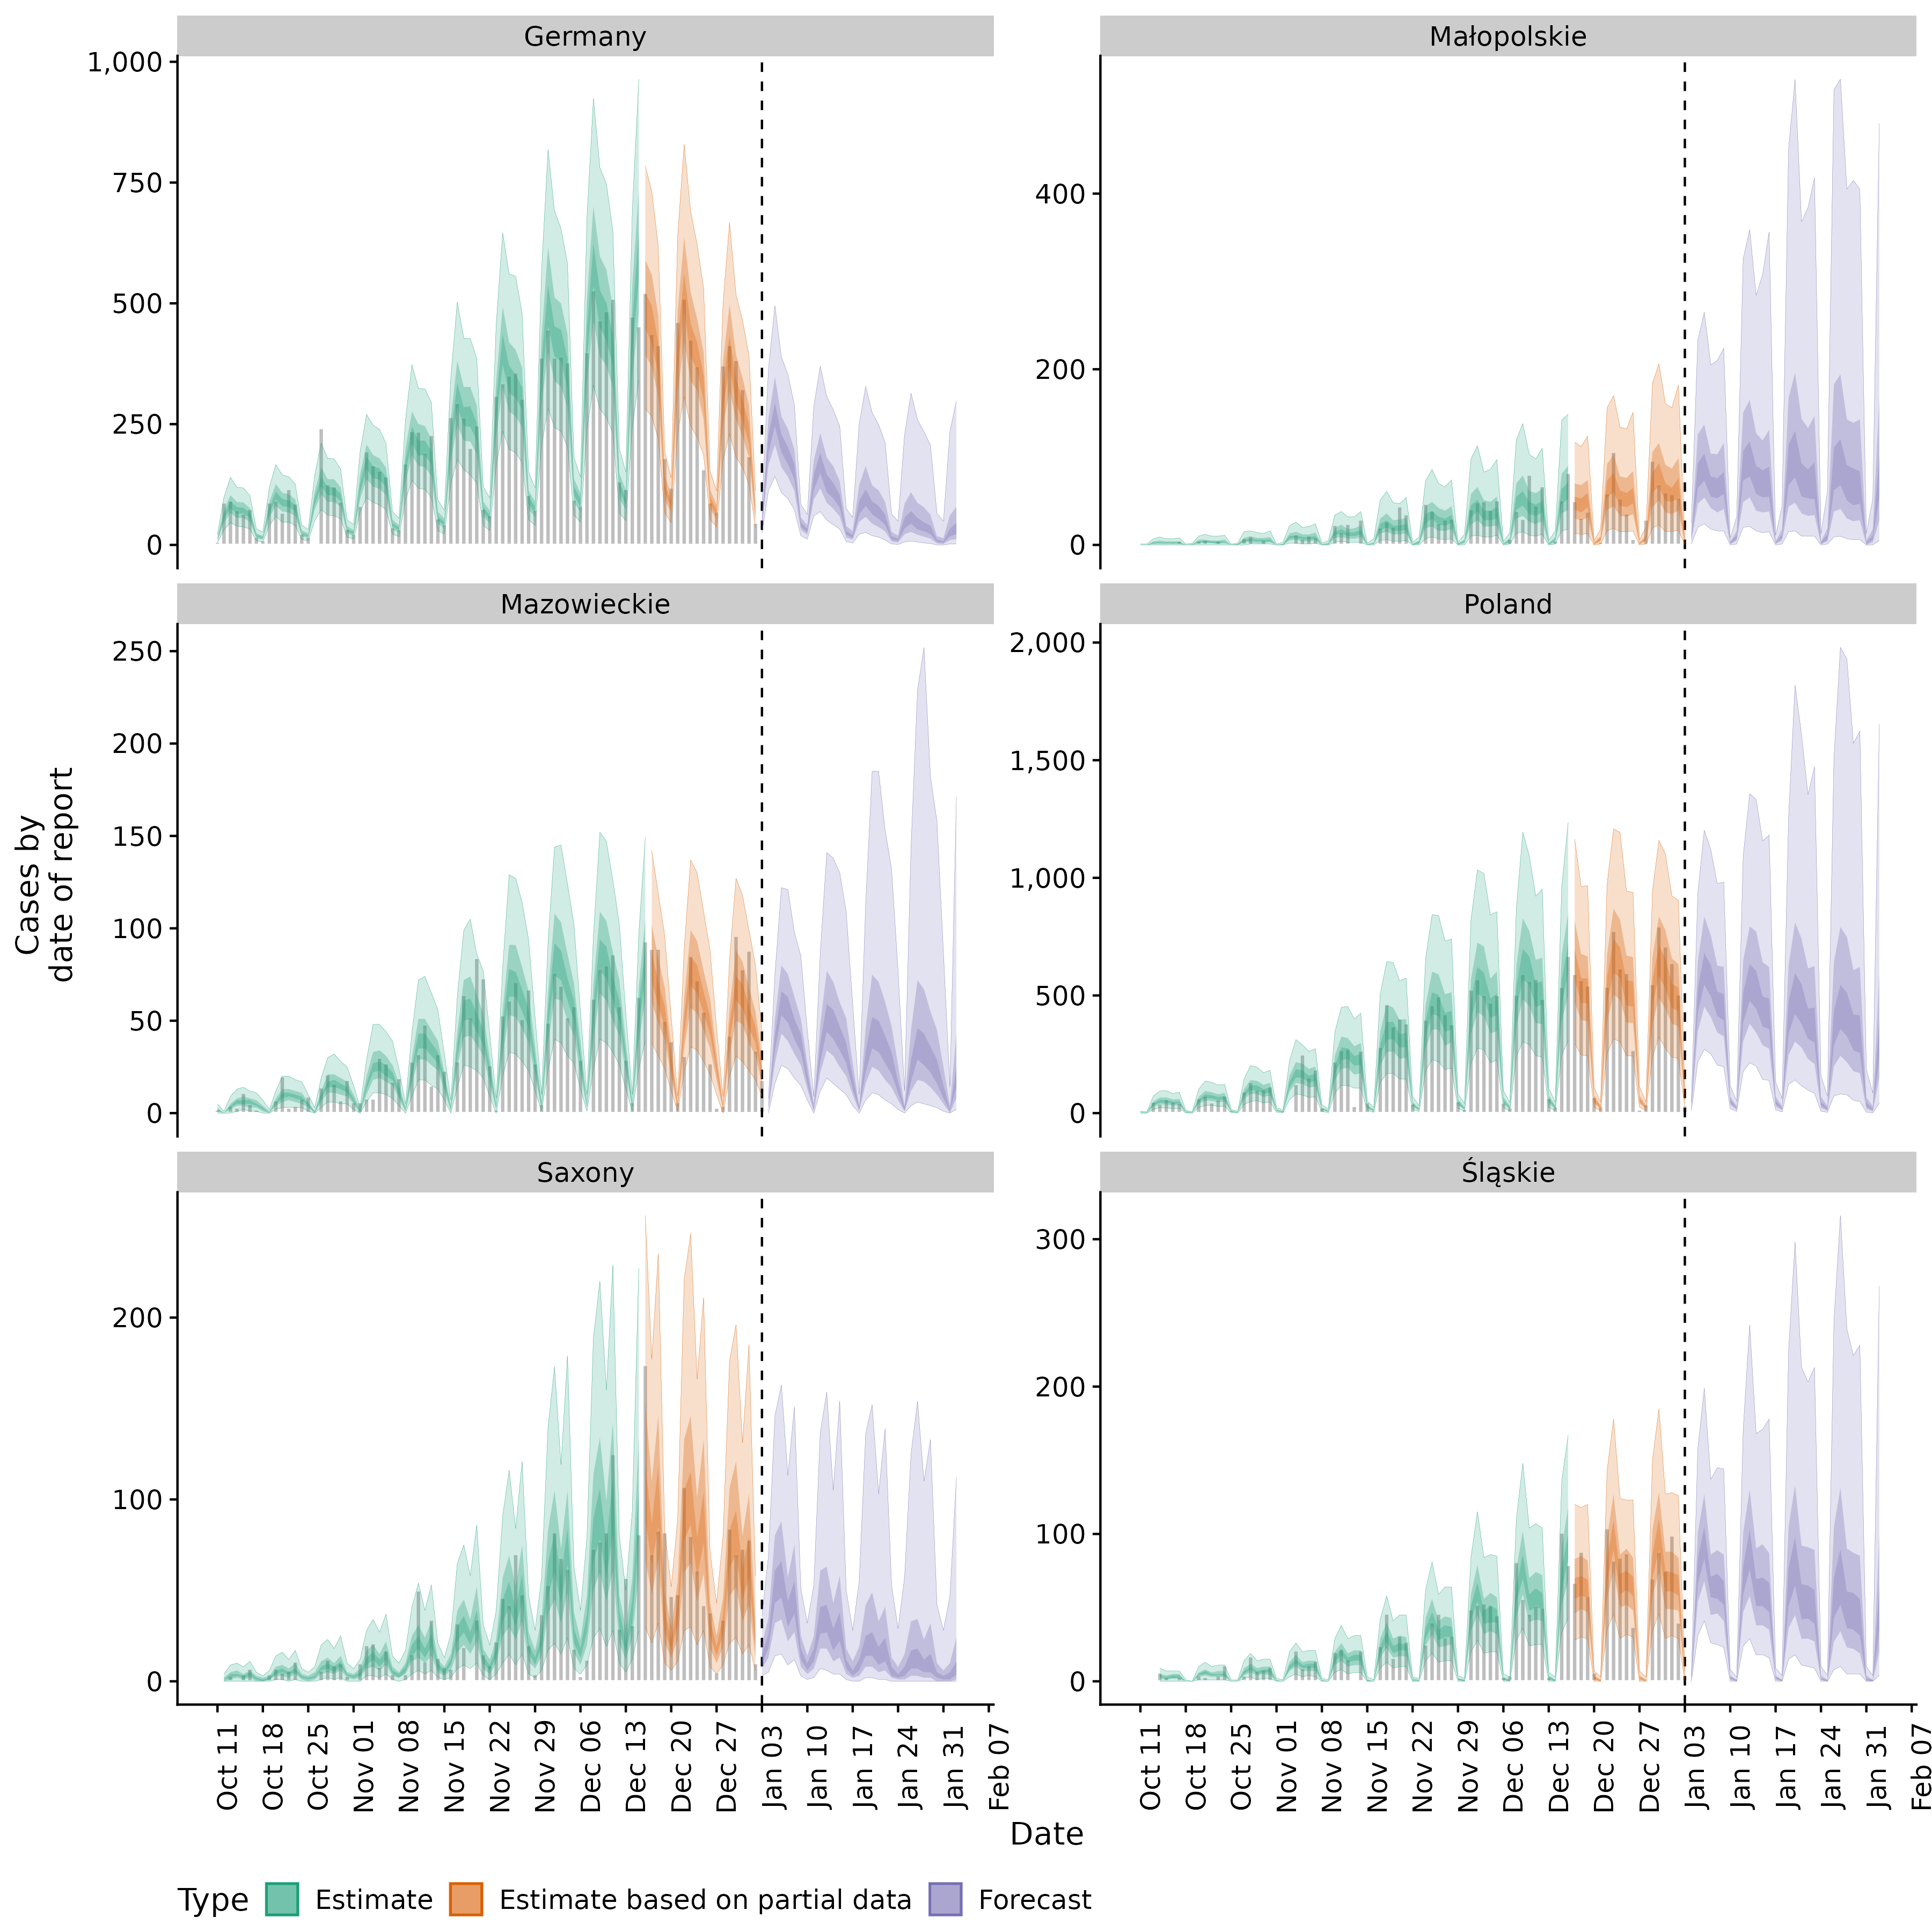 Germany
Małopolskie
1,000
750
500
250
0
400
200
0
Mazowieckie
Poland
250
200
150
100
50
0
2,000
1,500
1,000
500
0
Saxony
Śląskie
200
100
0
300
200
100
0
Oct 11
Oct 18
Oct 25
Nov 01
Nov 08
Nov 15
Nov 22
Nov 29
Dec 06
Dec 13
Dec 20
Dec 27
Jan 03
Jan 10
Jan 17
Jan 24
Jan 31
Feb 07
Oct 11
Oct 18
Oct 25
Nov 01
Nov 08
Nov 15
Nov 22
Nov 29
Dec 06
Dec 13
Dec 20
Dec 27
Jan 03
Jan 10
Jan 17
Jan 24
Jan 31
Feb 07
Cases by
date of report
Date
Type Estimate Estimate based on partial data Forecast